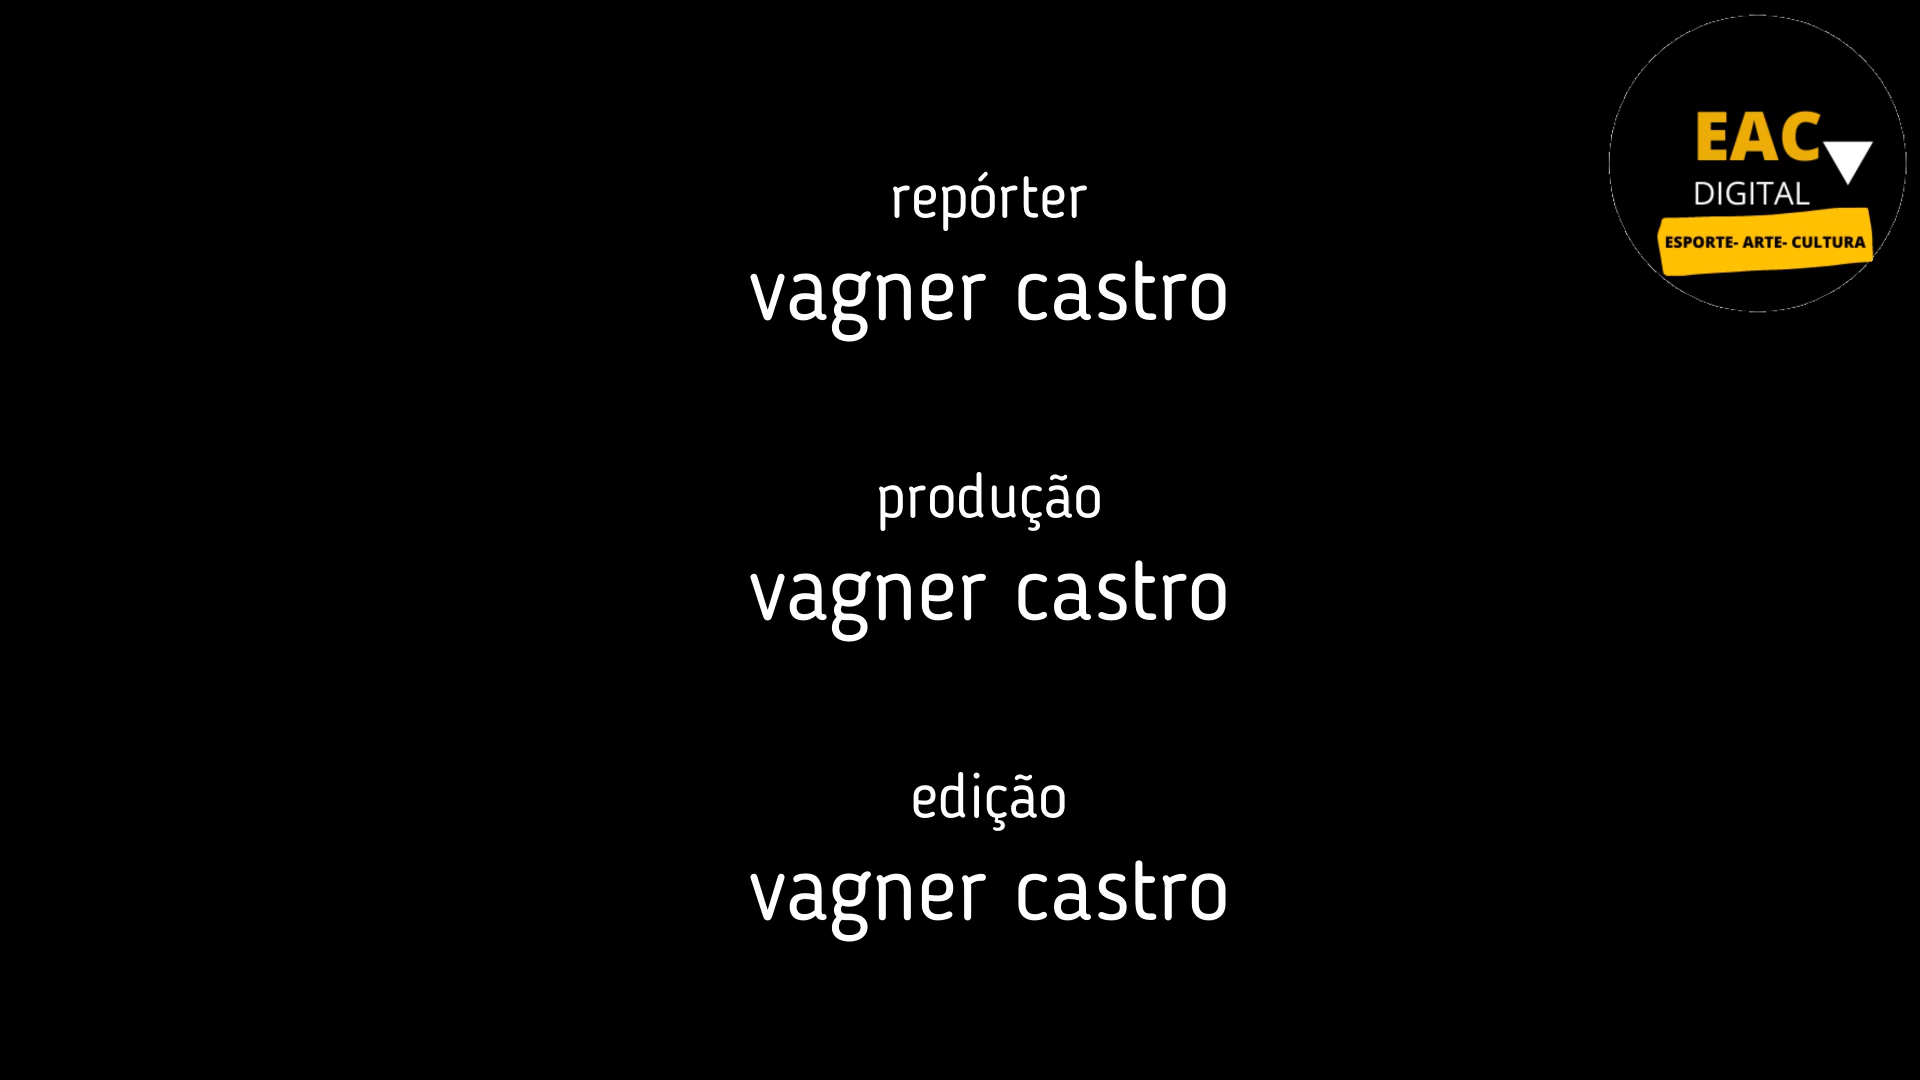 repórter
vagner castro
produção
vagner castro
edição
vagner castro
EAC
DIGITAL
ESPORTE- ARTE- CULTURA